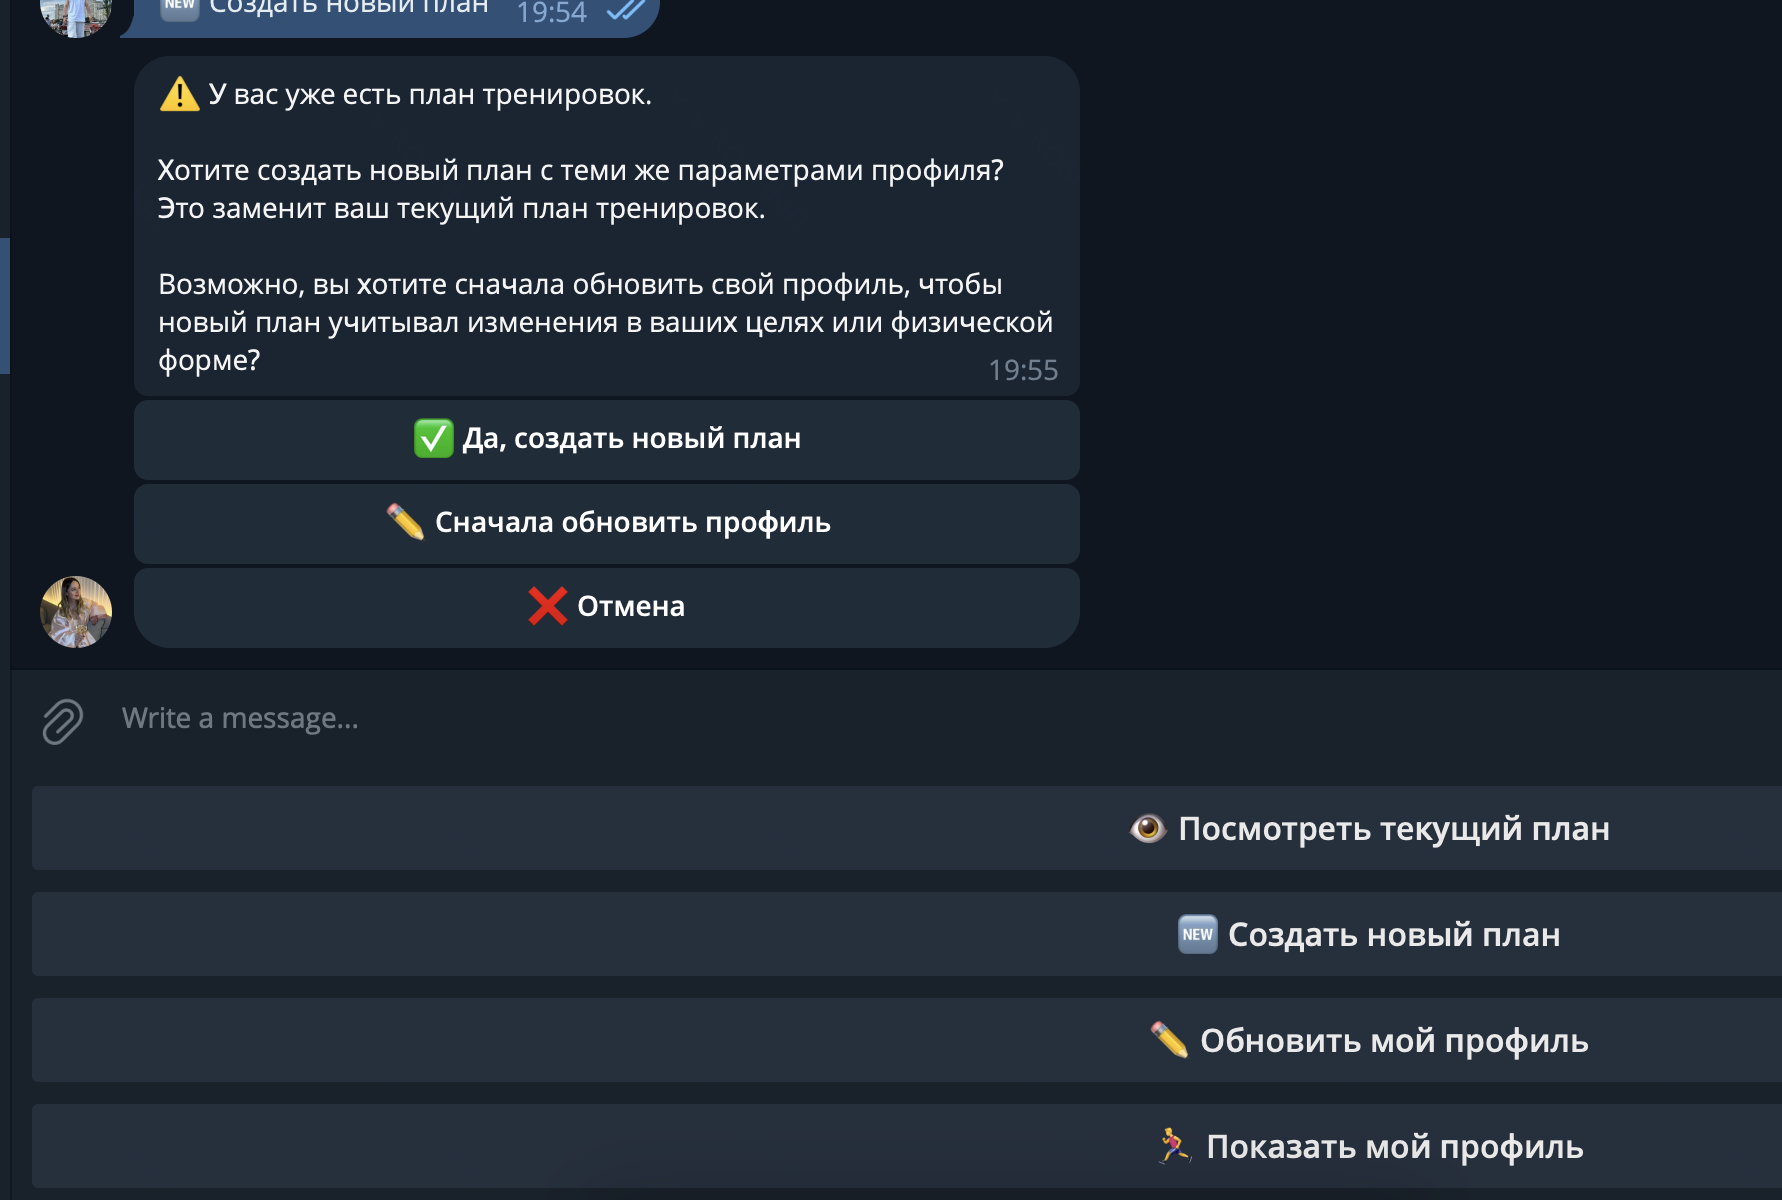 NEW Создать новый план 19:54
У вас уже есть план тренировок.
Хотите создать новый план с теми же параметрами профиля?
Это заменит ваш текущий план тренировок.
Возможно, вы хотите сначала обновить свой профиль, чтобы
новый план учитывал изменения в ваших целях или физической
форме?
19:55
Да, создать новый план
Сначала обновить профиль
Отмена
Write a message...
Посмотреть текущий план
NEW Создать новый план
Обновить мой профиль
Показать мой профиль